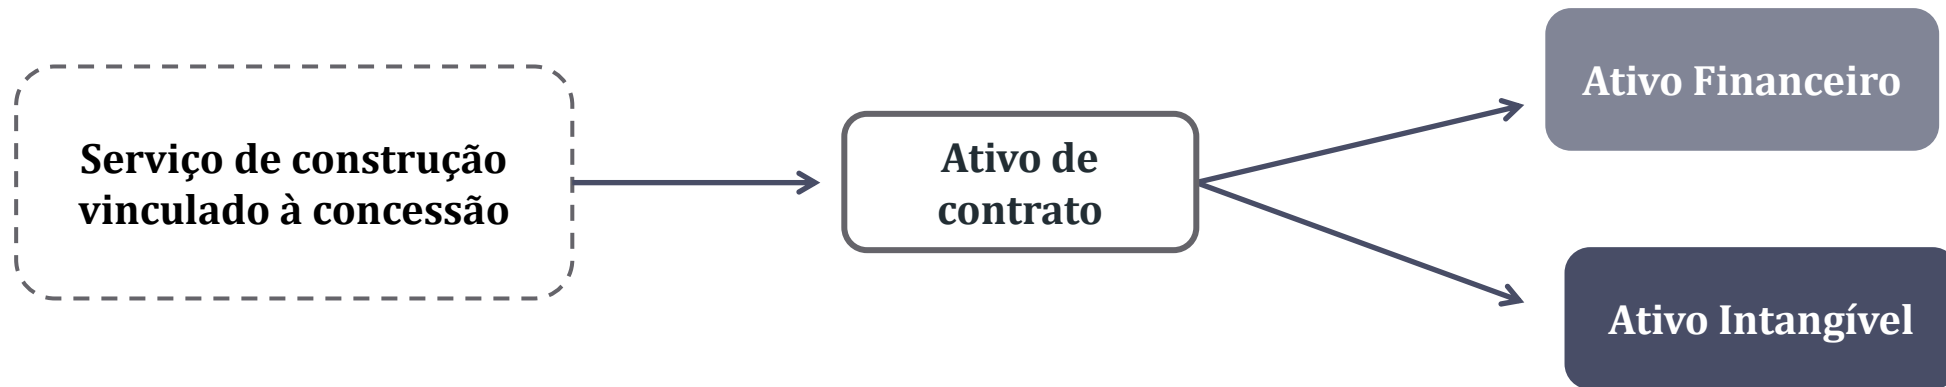 Serviço de construção
vinculado à concessão
Ativo de
contrato
Ativo Financeiro
Ativo Intangível